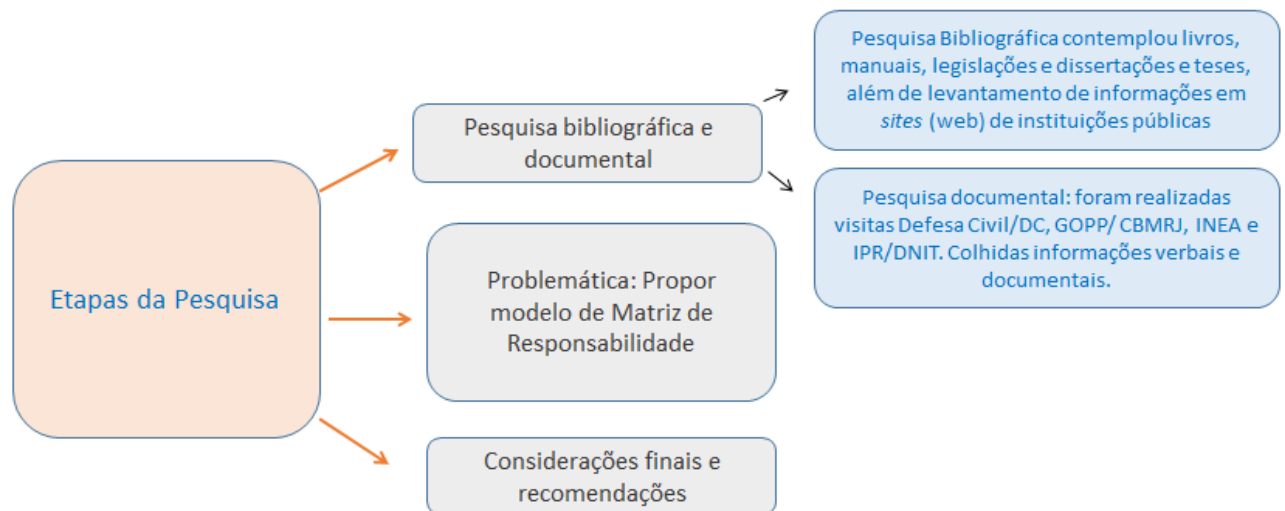 Etapas da Pesquisa
Pesquisa bibliográfica e
documental
Pesquisa Bibliográfica contemplou livros,
manuais, legislações e dissertações e teses,
além de levantamento de informações em
sites (web) de instituições públicas
Pesquisa documental: foram realizadas
visitas Defesa Civil/DC, GOPP/ CBMRJ, INEA e
IPR/DNIT. Colhidas informações verbais e
documentais.
Problemática: Propor
modelo de Matriz de
Responsabilidade
Considerações finais e
recomendações